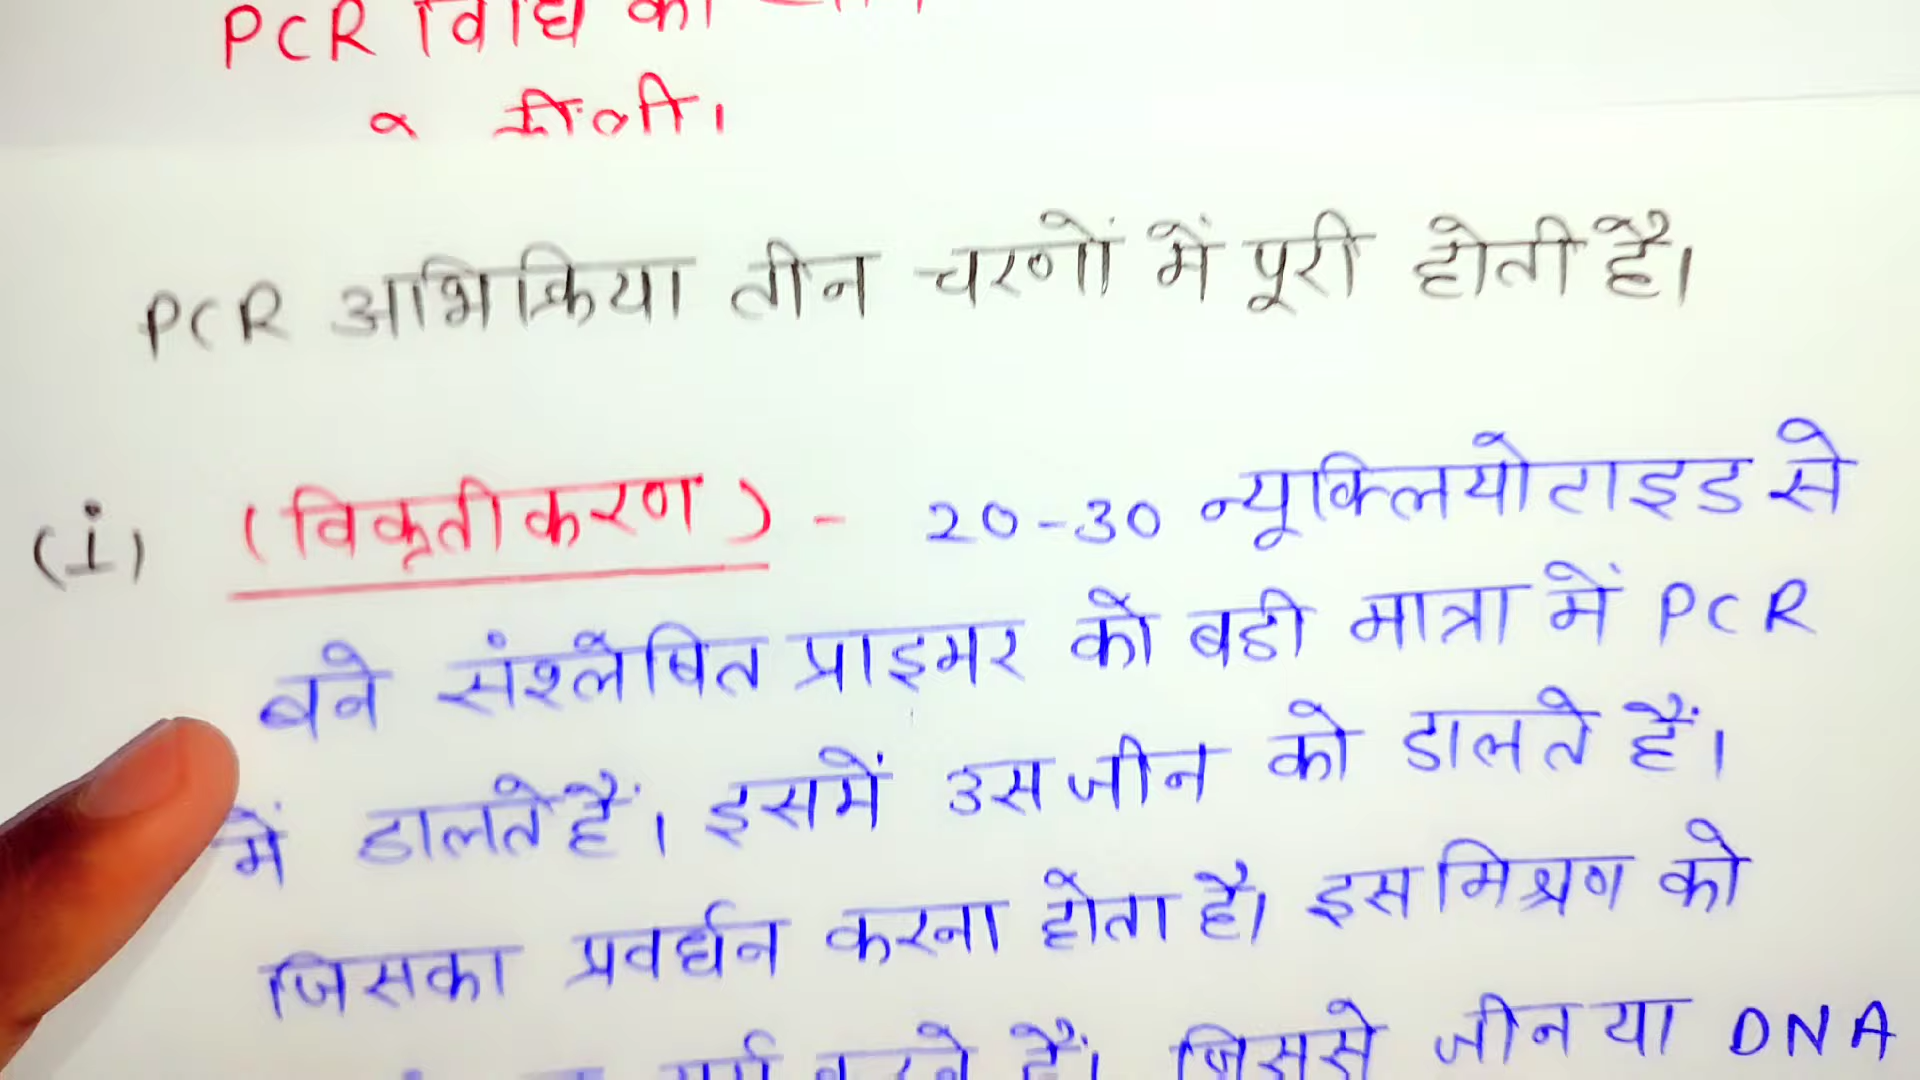 PCR विधि का
PCR अभिक्रिया तीन चरणों में पूरी होती है।
(i) (विकृतीकरण) - 20-30 न्यूक्लियोटाइड से
बने संश्लेषित प्राइमर को बडी मात्रा में PCR
में डालते हैं। इसमें उस जीन को डालते हैं।
जिसका प्रवर्धन करना होता है। इस मिश्रण को
करते हैं। जिससे जीन या DNA